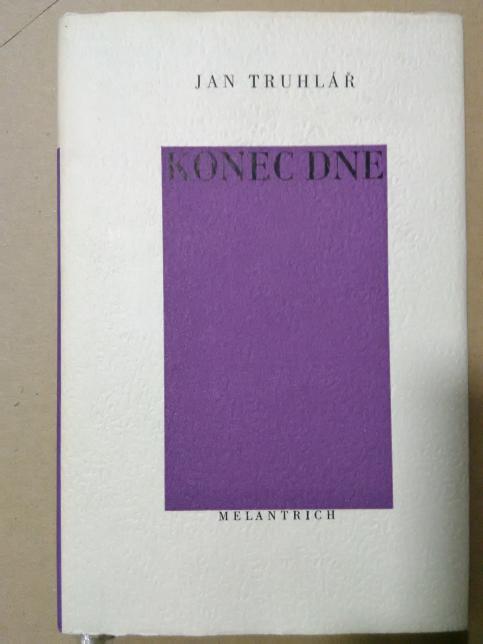 JAN TRUHLÁŘ
KONEC DNE
MELANTRICH